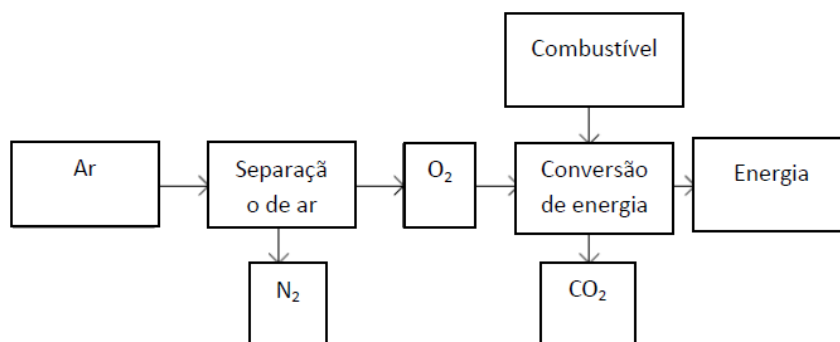 Combustível
Ar
Separaçã
o de ar
O₂
Conversão
de energia
Energia
N₂
CO₂